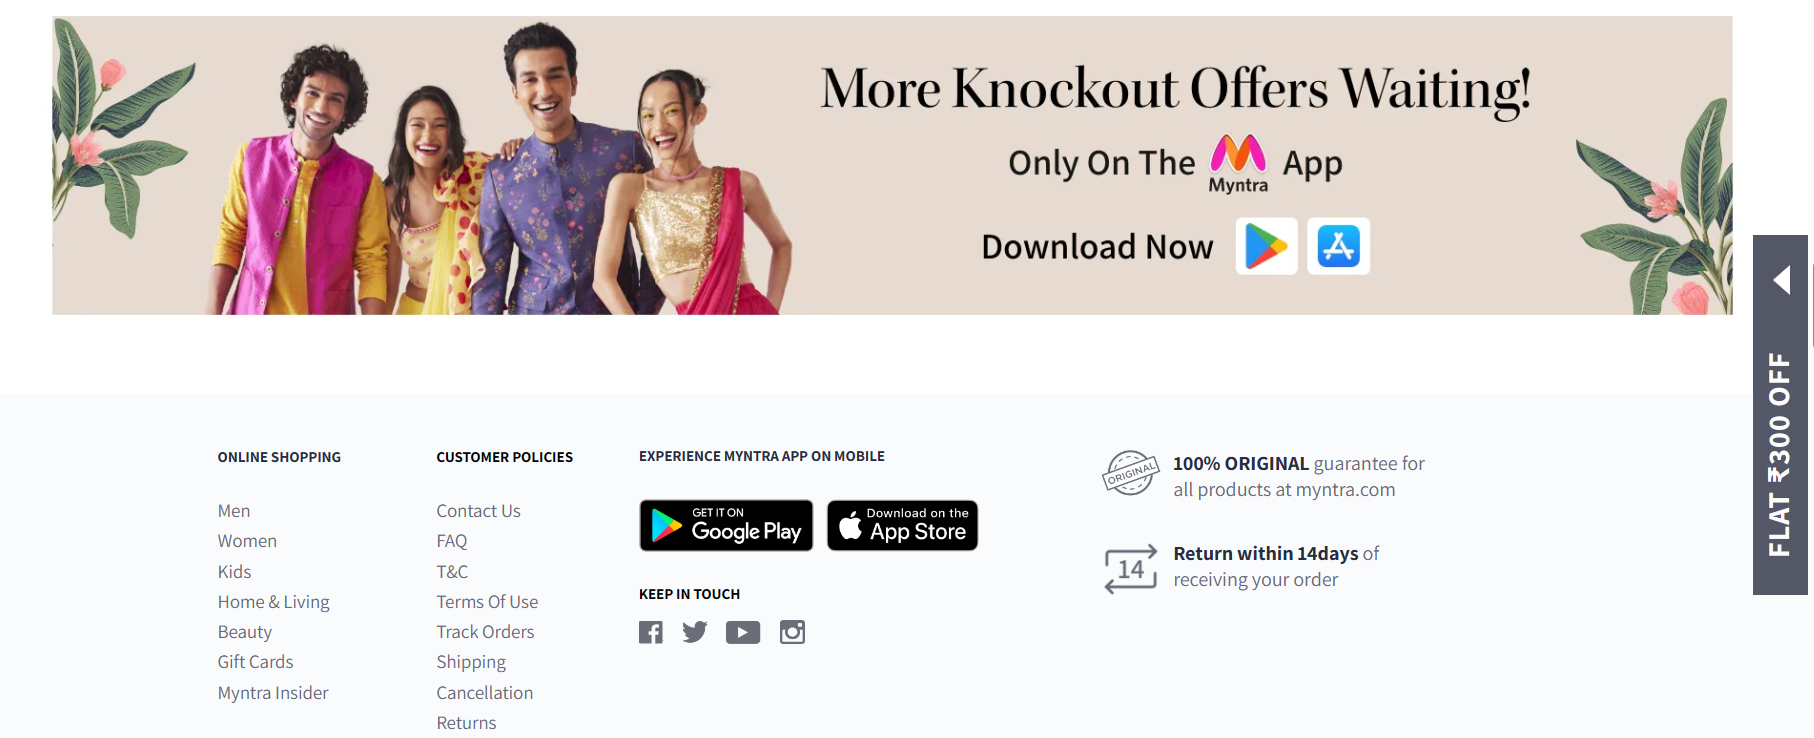 More Knockout Offers Waiting!
Only On The Myntra App
Download Now
FLAT ₹300 OFF
ONLINE SHOPPING
Men
Women
Kids
Home & Living
Beauty
Gift Cards
Myntra Insider
CUSTOMER POLICIES
Contact Us
FAQ
T&C
Terms Of Use
Track Orders
Shipping
Cancellation
Returns
EXPERIENCE MYNTRA APP ON MOBILE
GET IT ON
Google Play
Download on the
App Store
KEEP IN TOUCH
ORIGINAL
100% ORIGINAL guarantee for
all products at myntra.com
14
Return within 14days of
receiving your order